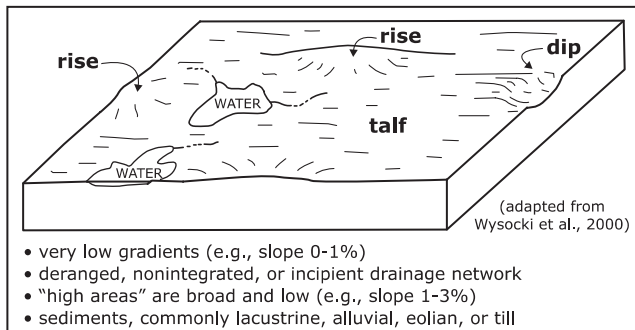 rise
rise
dip
WATER
talf
WATER
(adapted from
Wysocki et al., 2000)
• very low gradients (e.g., slope 0-1%)
• deranged, nonintegrated, or incipient drainage network
• “high areas” are broad and low (e.g., slope 1-3%)
• sediments, commonly lacustrine, alluvial, eolian, or till